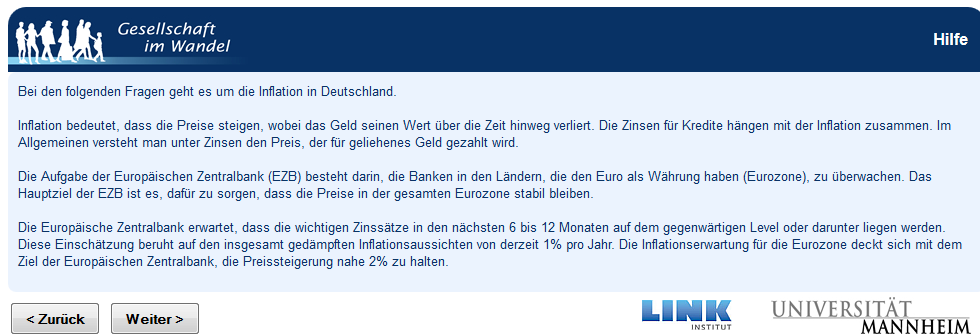 Gesellschaft
im Wandel
Hilfe
Bei den folgenden Fragen geht es um die Inflation in Deutschland.
Inflation bedeutet, dass die Preise steigen, wobei das Geld seinen Wert über die Zeit hinweg verliert. Die Zinsen für Kredite hängen mit der Inflation zusammen. Im
Allgemeinen versteht man unter Zinsen den Preis, der für geliehenes Geld gezahlt wird.
Die Aufgabe der Europäischen Zentralbank (EZB) besteht darin, die Banken in den Ländern, die den Euro als Währung haben (Eurozone), zu überwachen. Das
Hauptziel der EZB ist es, dafür zu sorgen, dass die Preise in der gesamten Eurozone stabil bleiben.
Die Europäische Zentralbank erwartet, dass die wichtigen Zinssätze in den nächsten 6 bis 12 Monaten auf dem gegenwärtigen Level oder darunter liegen werden.
Diese Einschätzung beruht auf den insgesamt gedämpften Inflationsaussichten von derzeit 1% pro Jahr. Die Inflationserwartung für die Eurozone deckt sich mit dem
Ziel der Europäischen Zentralbank, die Preissteigerung nahe 2% zu halten.
< Zurück
Weiter >
LINK
INSTITUT
UNIVERSITÄT
MANNHEIM